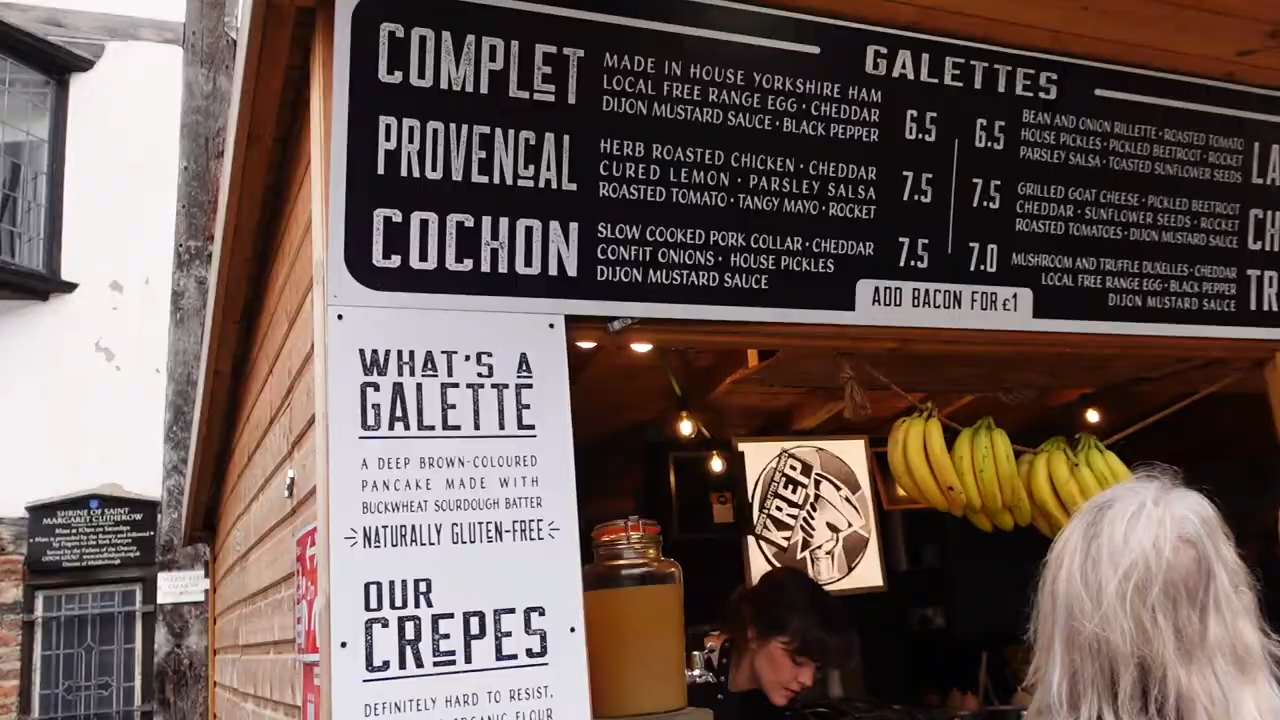 GALETTES
COMPLET
MADE IN HOUSE YORKSHIRE HAM
LOCAL FREE RANGE EGG · CHEDDAR
DIJON MUSTARD SAUCE · BLACK PEPPER
6.5
PROVENCAL
HERB ROASTED CHICKEN · CHEDDAR
CURED LEMON · PARSLEY SALSA
ROASTED TOMATO · TANGY MAYO · ROCKET
7.5
COCHON
SLOW COOKED PORK COLLAR · CHEDDAR
CONFIT ONIONS · HOUSE PICKLES
DIJON MUSTARD SAUCE
7.5
6.5
BEAN AND ONION RILLETTE · ROASTED TOMATO
HOUSE PICKLES · PICKLED BEETROOT · ROCKET
PARSLEY SALSA · TOASTED SUNFLOWER SEEDS
LA
7.5
GRILLED GOAT CHEESE · PICKLED BEETROOT
CHEDDAR · SUNFLOWER SEEDS · ROCKET
ROASTED TOMATOES · DIJON MUSTARD SAUCE
CH
7.0
MUSHROOM AND TRUFFLE DUXELLES · CHEDDAR
LOCAL FREE RANGE EGG · BLACK PEPPER
DIJON MUSTARD SAUCE
TR
ADD BACON FOR £1
WHAT'S A
GALETTE
A DEEP BROWN-COLOURED
PANCAKE MADE WITH
BUCKWHEAT SOURDOUGH BATTER
NATURALLY GLUTEN-FREE
OUR
CREPES
DEFINITELY HARD TO RESIST,
ORGANIC FLOUR
KREP
SHRINE OF SAINT
MARGARET CLITHEROW